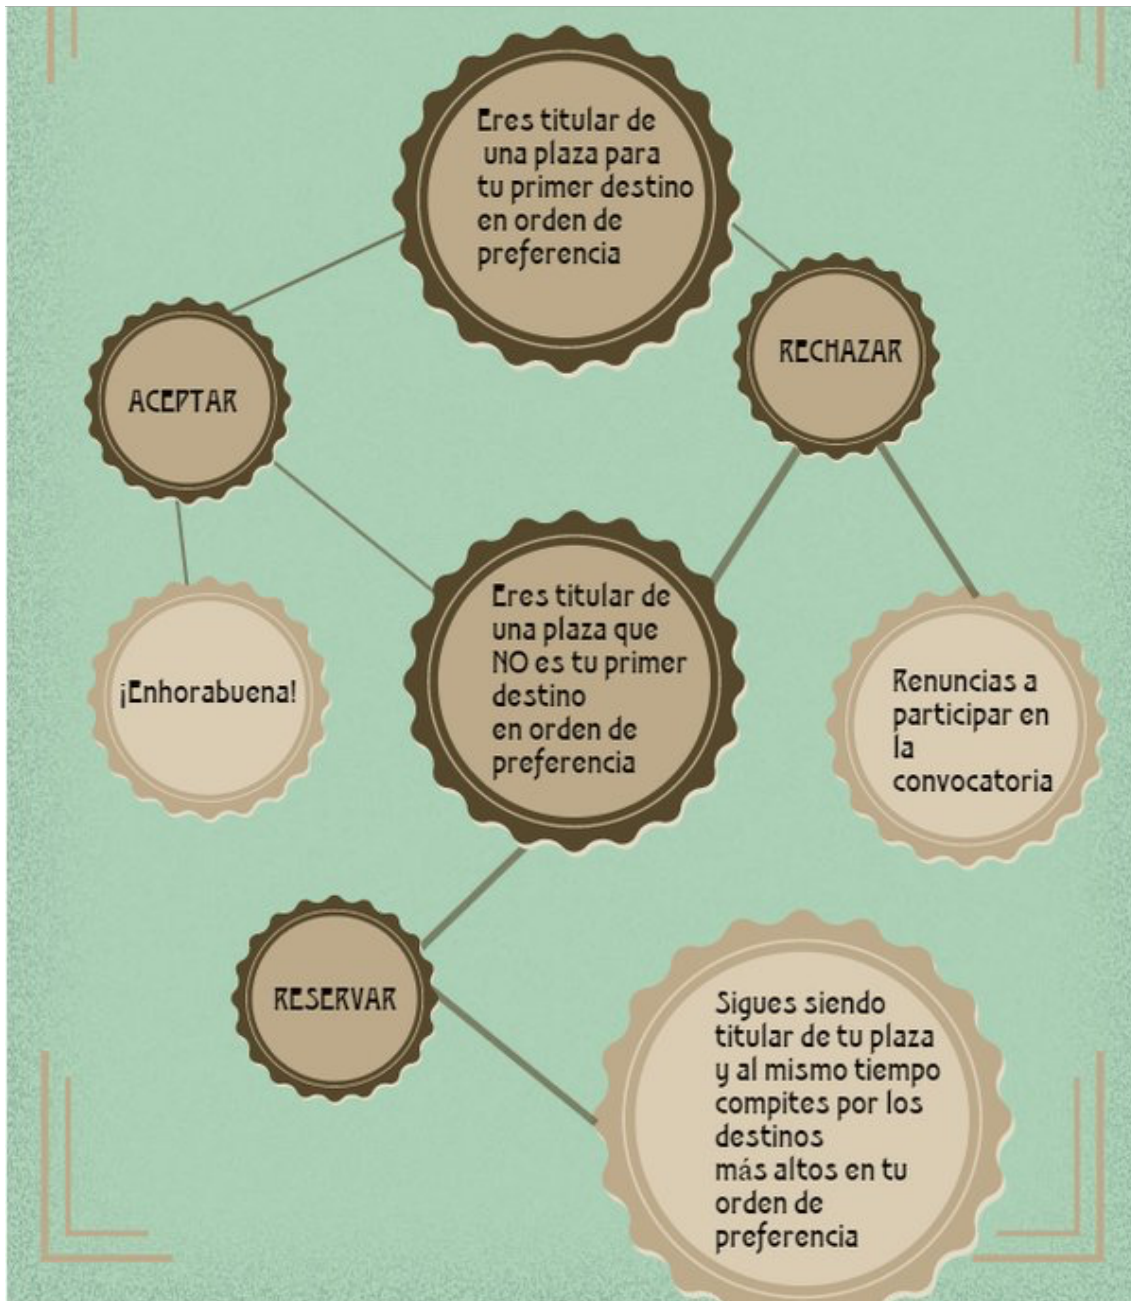 Eres titular de
una plaza para
tu primer destino
en orden de
preferencia
RECHAZAR
ACEPTAR
Eres titular de
una plaza que
NO es tu primer
destino
en orden de
preferencia
¡Enhorabuena!
Renuncias a
participar en
la
convocatoria
RESERVAR
Sigues siendo
titular de tu plaza
y al mismo tiempo
compites por los
destinos
más altos en tu
orden de
preferencia